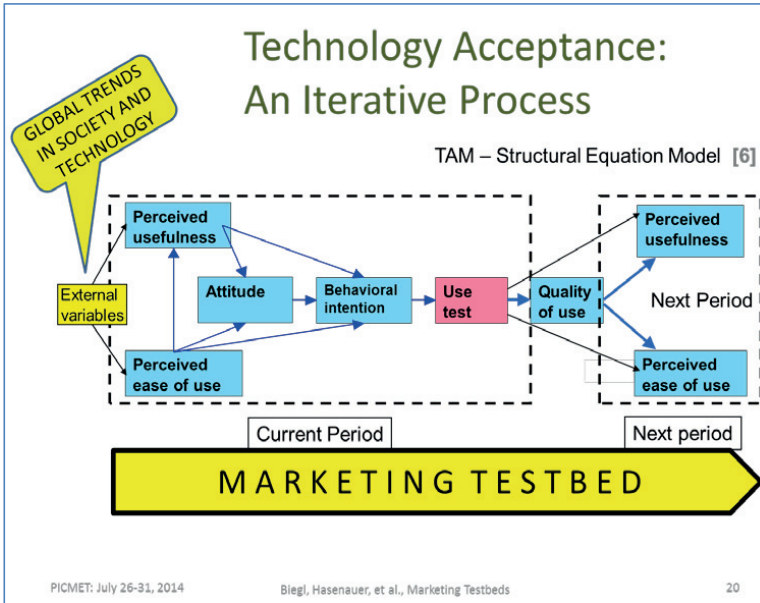 Technology Acceptance:
An Iterative Process
GLOBAL TRENDS
IN SOCIETY AND
TECHNOLOGY
TAM – Structural Equation Model [6]
Perceived
usefulness
External
variables
Attitude
Behavioral
intention
Use
test
Quality
of use
Perceived
ease of use
Perceived
usefulness
Next Period
Perceived
ease of use
Current Period
Next period
MARKETING TESTBED
PICMET: July 26-31, 2014
Biegl, Hasenauer, et al., Marketing Testbeds
20